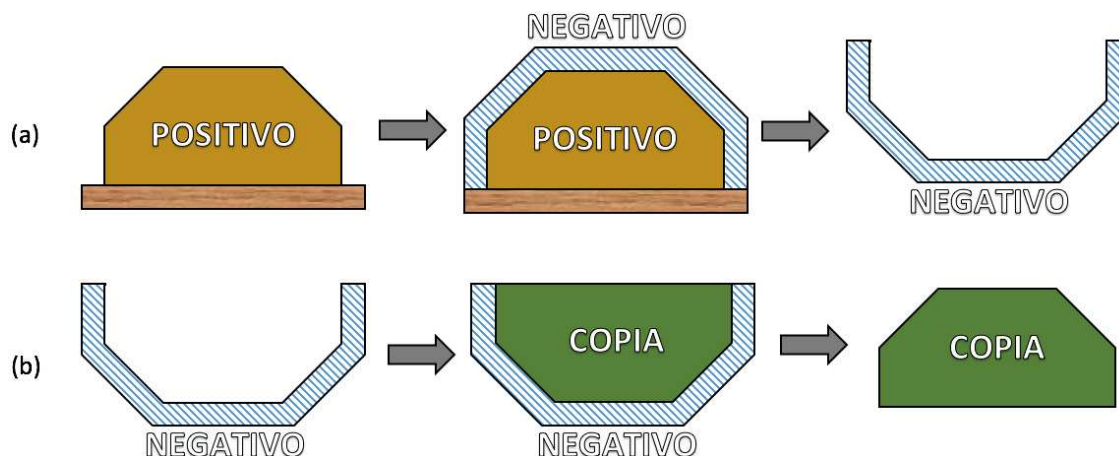 NEGATIVO
(a)
POSITIVO
POSITIVO
NEGATIVO
(b)
COPIA
COPIA
NEGATIVO
NEGATIVO